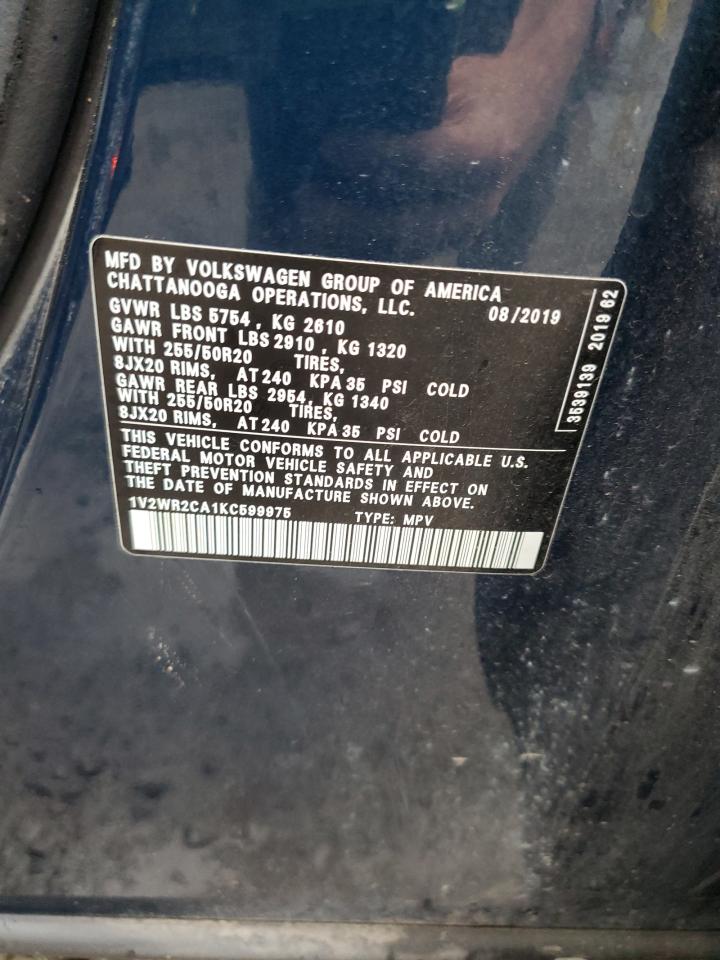 MFD BY VOLKSWAGEN GROUP OF AMERICA
CHATTANOOGA OPERATIONS, LLC.
08/2019
GVWR LBS 5754 , KG 2610
GAWR FRONT LBS 2910 , KG 1320
WITH 255/50R20 TIRES,
8JX20 RIMS, AT 240 KPA 35 PSI COLD
GAWR REAR LBS 2954, KG 1340
WITH 255/50R20 TIRES,
8JX20 RIMS, AT 240 KPA 35 PSI COLD
THIS VEHICLE CONFORMS TO ALL APPLICABLE U.S.
FEDERAL MOTOR VEHICLE SAFETY AND
THEFT PREVENTION STANDARDS IN EFFECT ON
THE DATE OF MANUFACTURE SHOWN ABOVE.
1V2WR2CA1KC599975 TYPE: MPV
3539139 2019 62